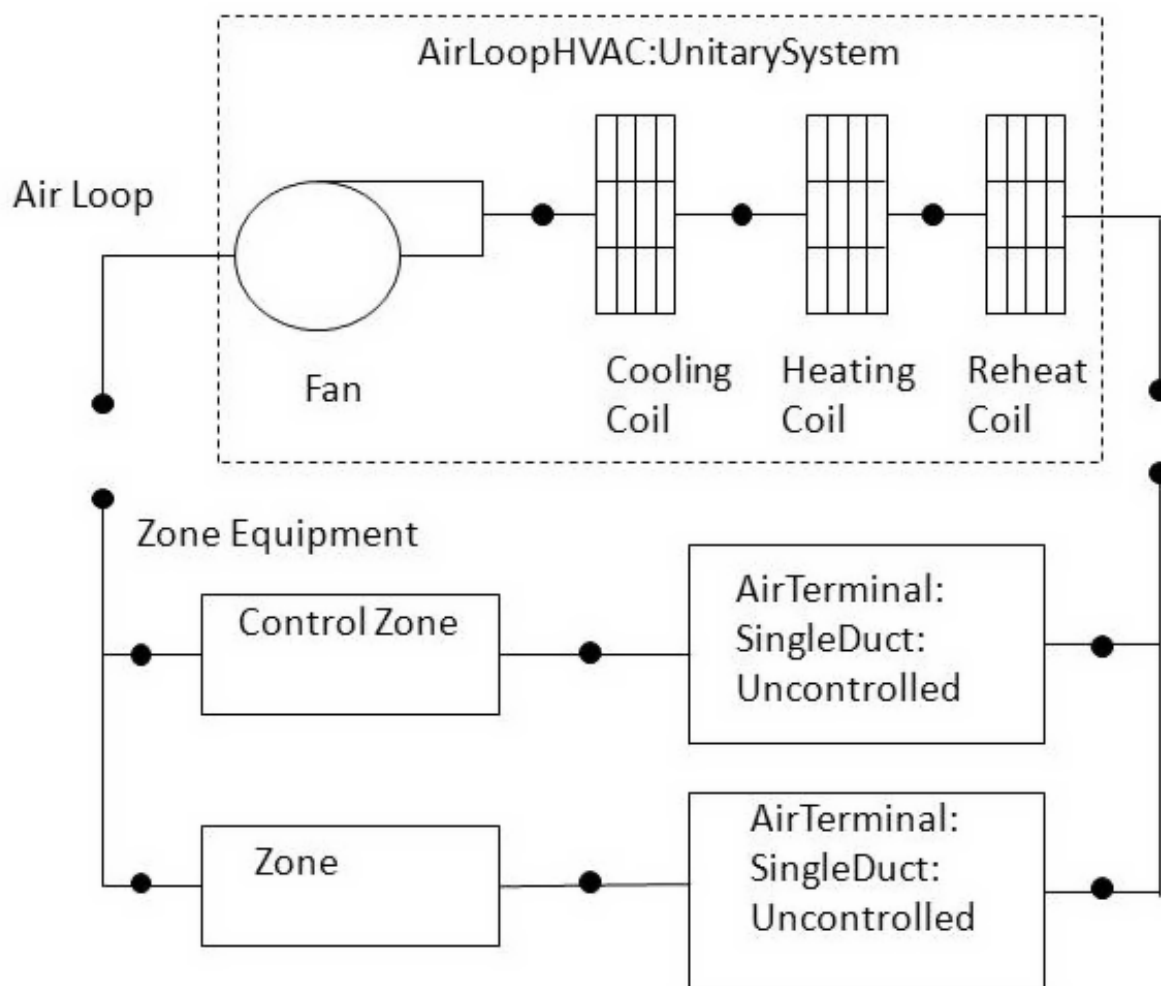 AirLoopHVAC:UnitarySystem
Air Loop
Fan
Cooling
Coil
Heating
Coil
Reheat
Coil
Zone Equipment
Control Zone
AirTerminal:
SingleDuct:
Uncontrolled
Zone
AirTerminal:
SingleDuct:
Uncontrolled